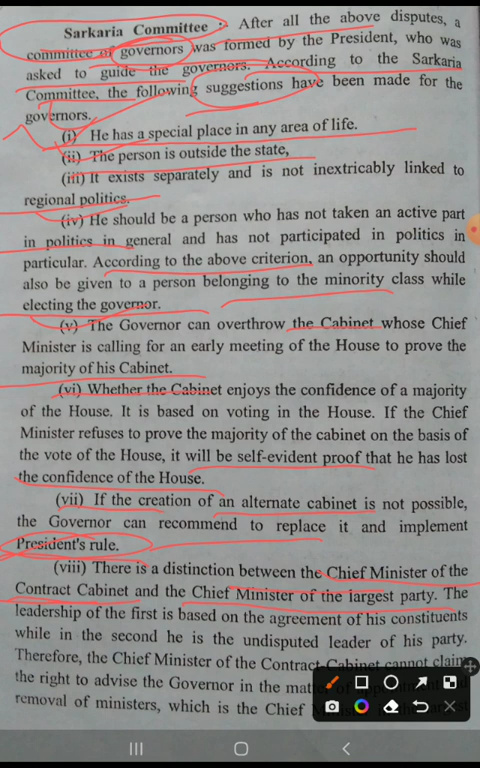 Sarkaria Committee : After all the above disputes, a
committee of governors was formed by the President, who was
asked to guide the governors. According to the Sarkaria
Committee, the following suggestions have been made for the
governors.
(i) He has a special place in any area of life.
(ii) The person is outside the state,
(iii) It exists separately and is not inextricably linked to
regional politics.
(iv) He should be a person who has not taken an active part
in politics in general and has not participated in politics in
particular. According to the above criterion, an opportunity should
also be given to a person belonging to the minority class while
electing the governor.
(v) The Governor can overthrow the Cabinet whose Chief
Minister is calling for an early meeting of the House to prove the
majority of his Cabinet.
(vi) Whether the Cabinet enjoys the confidence of a majority
of the House. It is based on voting in the House. If the Chief
Minister refuses to prove the majority of the cabinet on the basis
of the vote of the House, it will be self-evident proof that he has lost
the confidence of the House.
(vii) If the creation of an alternate cabinet is not possible,
the Governor can recommend to replace it and implement
President's rule.
(viii) There is a distinction between the Chief Minister of the
Contract Cabinet and the Chief Minister of the largest party. The
leadership of the first is based on the agreement of his constituents
while in the second he is the undisputed leader of his party.
Therefore, the Chief Minister of the Contract Cabinet cannot claim
the right to advise the Governor in the
removal of ministers, which is the Chief